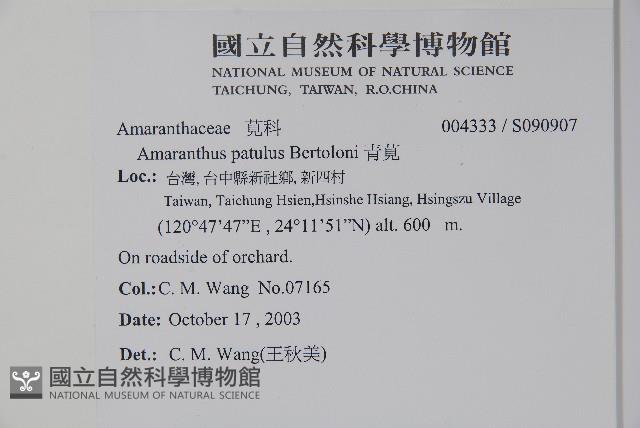 國立自然科學博物館
NATIONAL MUSEUM OF NATURAL SCIENCE
TAICHUNG, TAIWAN, R.O.CHINA
Amaranthaceae 莧科 004333 / S090907
Amaranthus patulus Bertoloni 青莧
Loc.: 台灣, 台中縣新社鄉, 新四村
Taiwan, Taichung Hsien,Hsinshe Hsiang, Hsingszu Village
(120°47'47”E , 24°11'51”N) alt. 600 m.
On roadside of orchard.
Col.: C. M. Wang No.07165
Date: October 17 , 2003
Det.: C. M. Wang(王秋美)
國立自然科學博物館
NATIONAL MUSEUM OF NATURAL SCIENCE